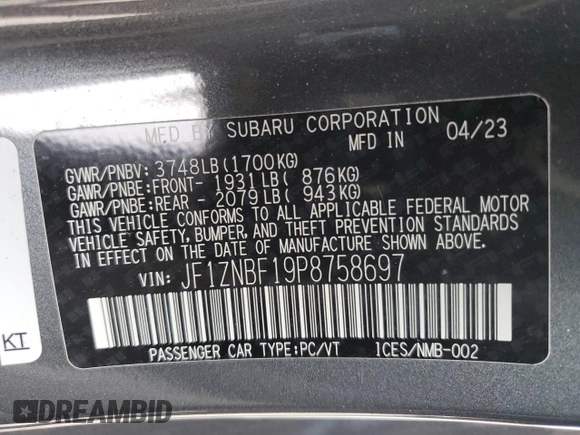 MFD BY SUBARU CORPORATION
MFD IN 04/23
GVWR/PNBV: 3748LB(1700KG)
GAWR/PNBE:FRONT- 1931LB( 876KG)
GAWR/PNBE:REAR - 2079LB( 943KG)
THIS VEHICLE CONFORMS TO ALL APPLICABLE FEDERAL MOTOR
VEHICLE SAFETY, BUMPER, AND THEFT PREVENTION STANDARDS
IN EFFECT ON THE DATE OF MANUFACTURE SHOWN ABOVE.
VIN: JF1ZNBF19P8758697
PASSENGER CAR TYPE:PC/VT ICES/NMB-002
KT
DREAMBID